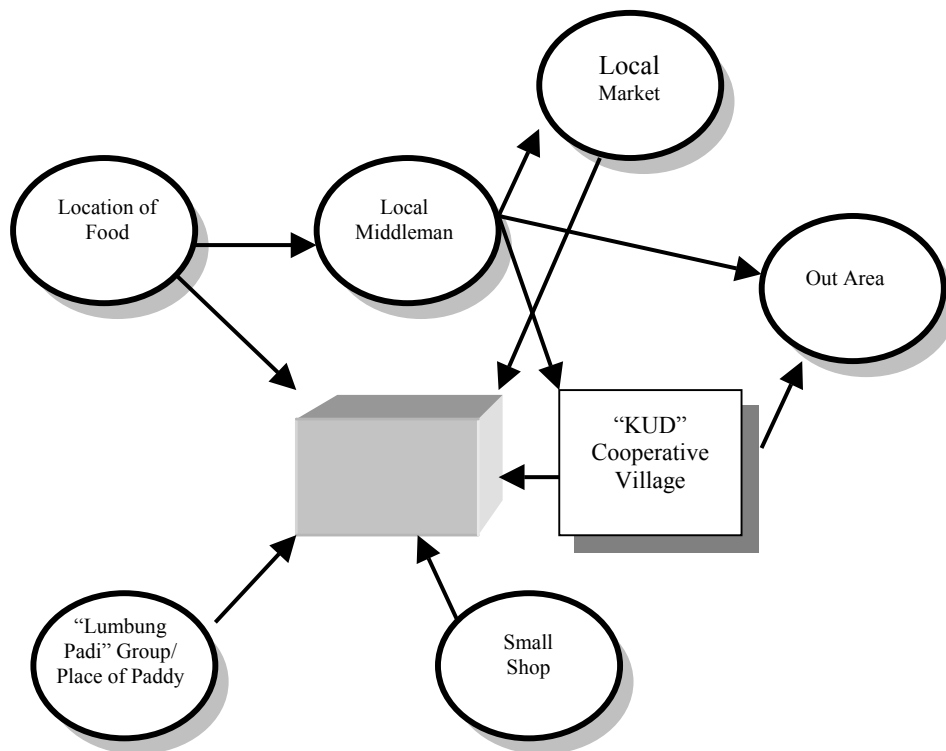 Local
Market
Location of
Food
Local
Middleman
Out Area
“KUD”
Cooperative
Village
“Lumbung
Padi” Group/
Place of Paddy
Small
Shop